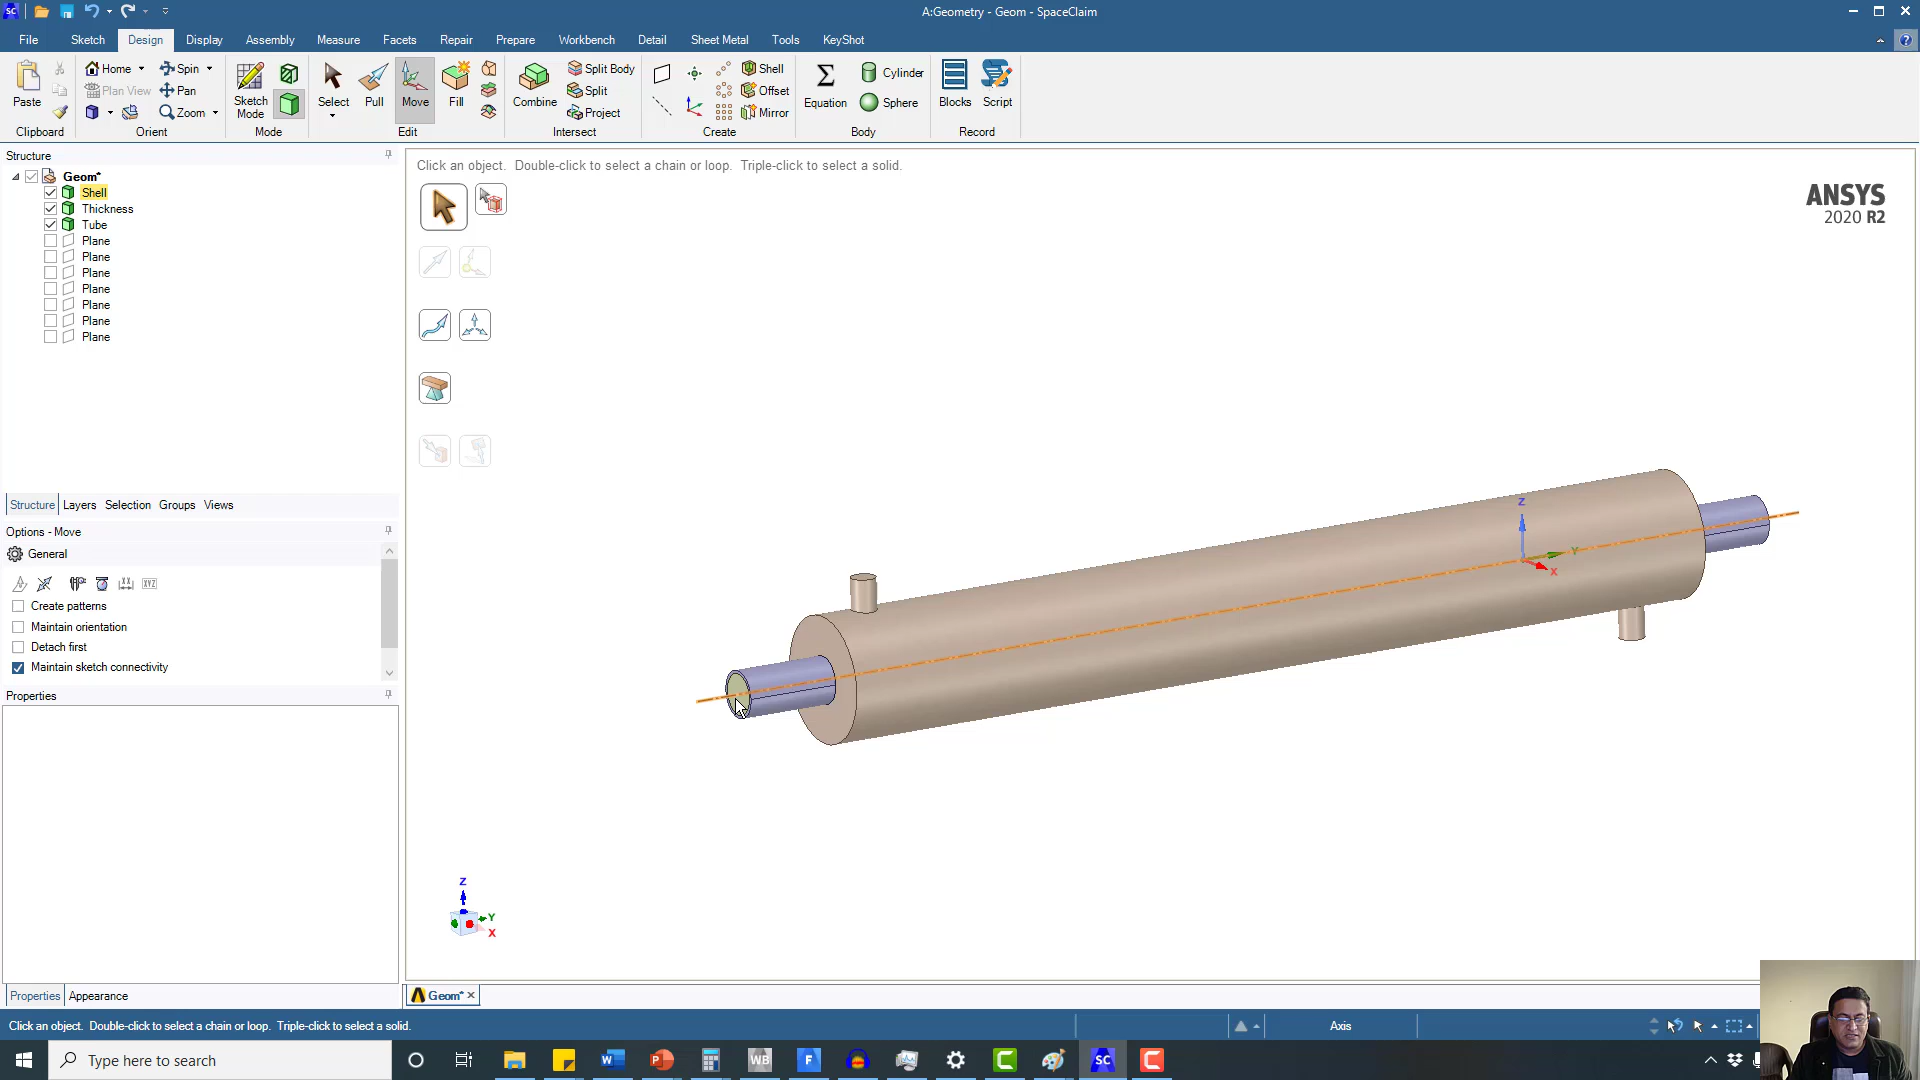 SC A:Geometry - Geom - SpaceClaim
File Sketch Design Display Assembly Measure Facets Repair Prepare Workbench Detail Sheet Metal Tools KeyShot
Home Spin Split Body Shell Cylinder
Plan View Pan Split Offset
Paste Sketch Mode Select Pull Move Fill Combine Equation Sphere Blocks Script
Zoom Project Mirror
Clipboard Orient Mode Edit Intersect Create Body Record
Structure
Click an object. Double-click to select a chain or loop. Triple-click to select a solid.
Geom*
Shell
Thickness
Tube
Plane
Plane
Plane
Plane
Plane
Plane
Plane
ANSYS
2020 R2
Z
Y
X
Structure Layers Selection Groups Views
Options - Move
General
XYZ
Create patterns
Maintain orientation
Detach first
Maintain sketch connectivity
Properties
Z
Y
X
Properties Appearance
Geom*
Click an object. Double-click to select a chain or loop. Triple-click to select a solid.
Axis
Type here to search
W P WB F SC C